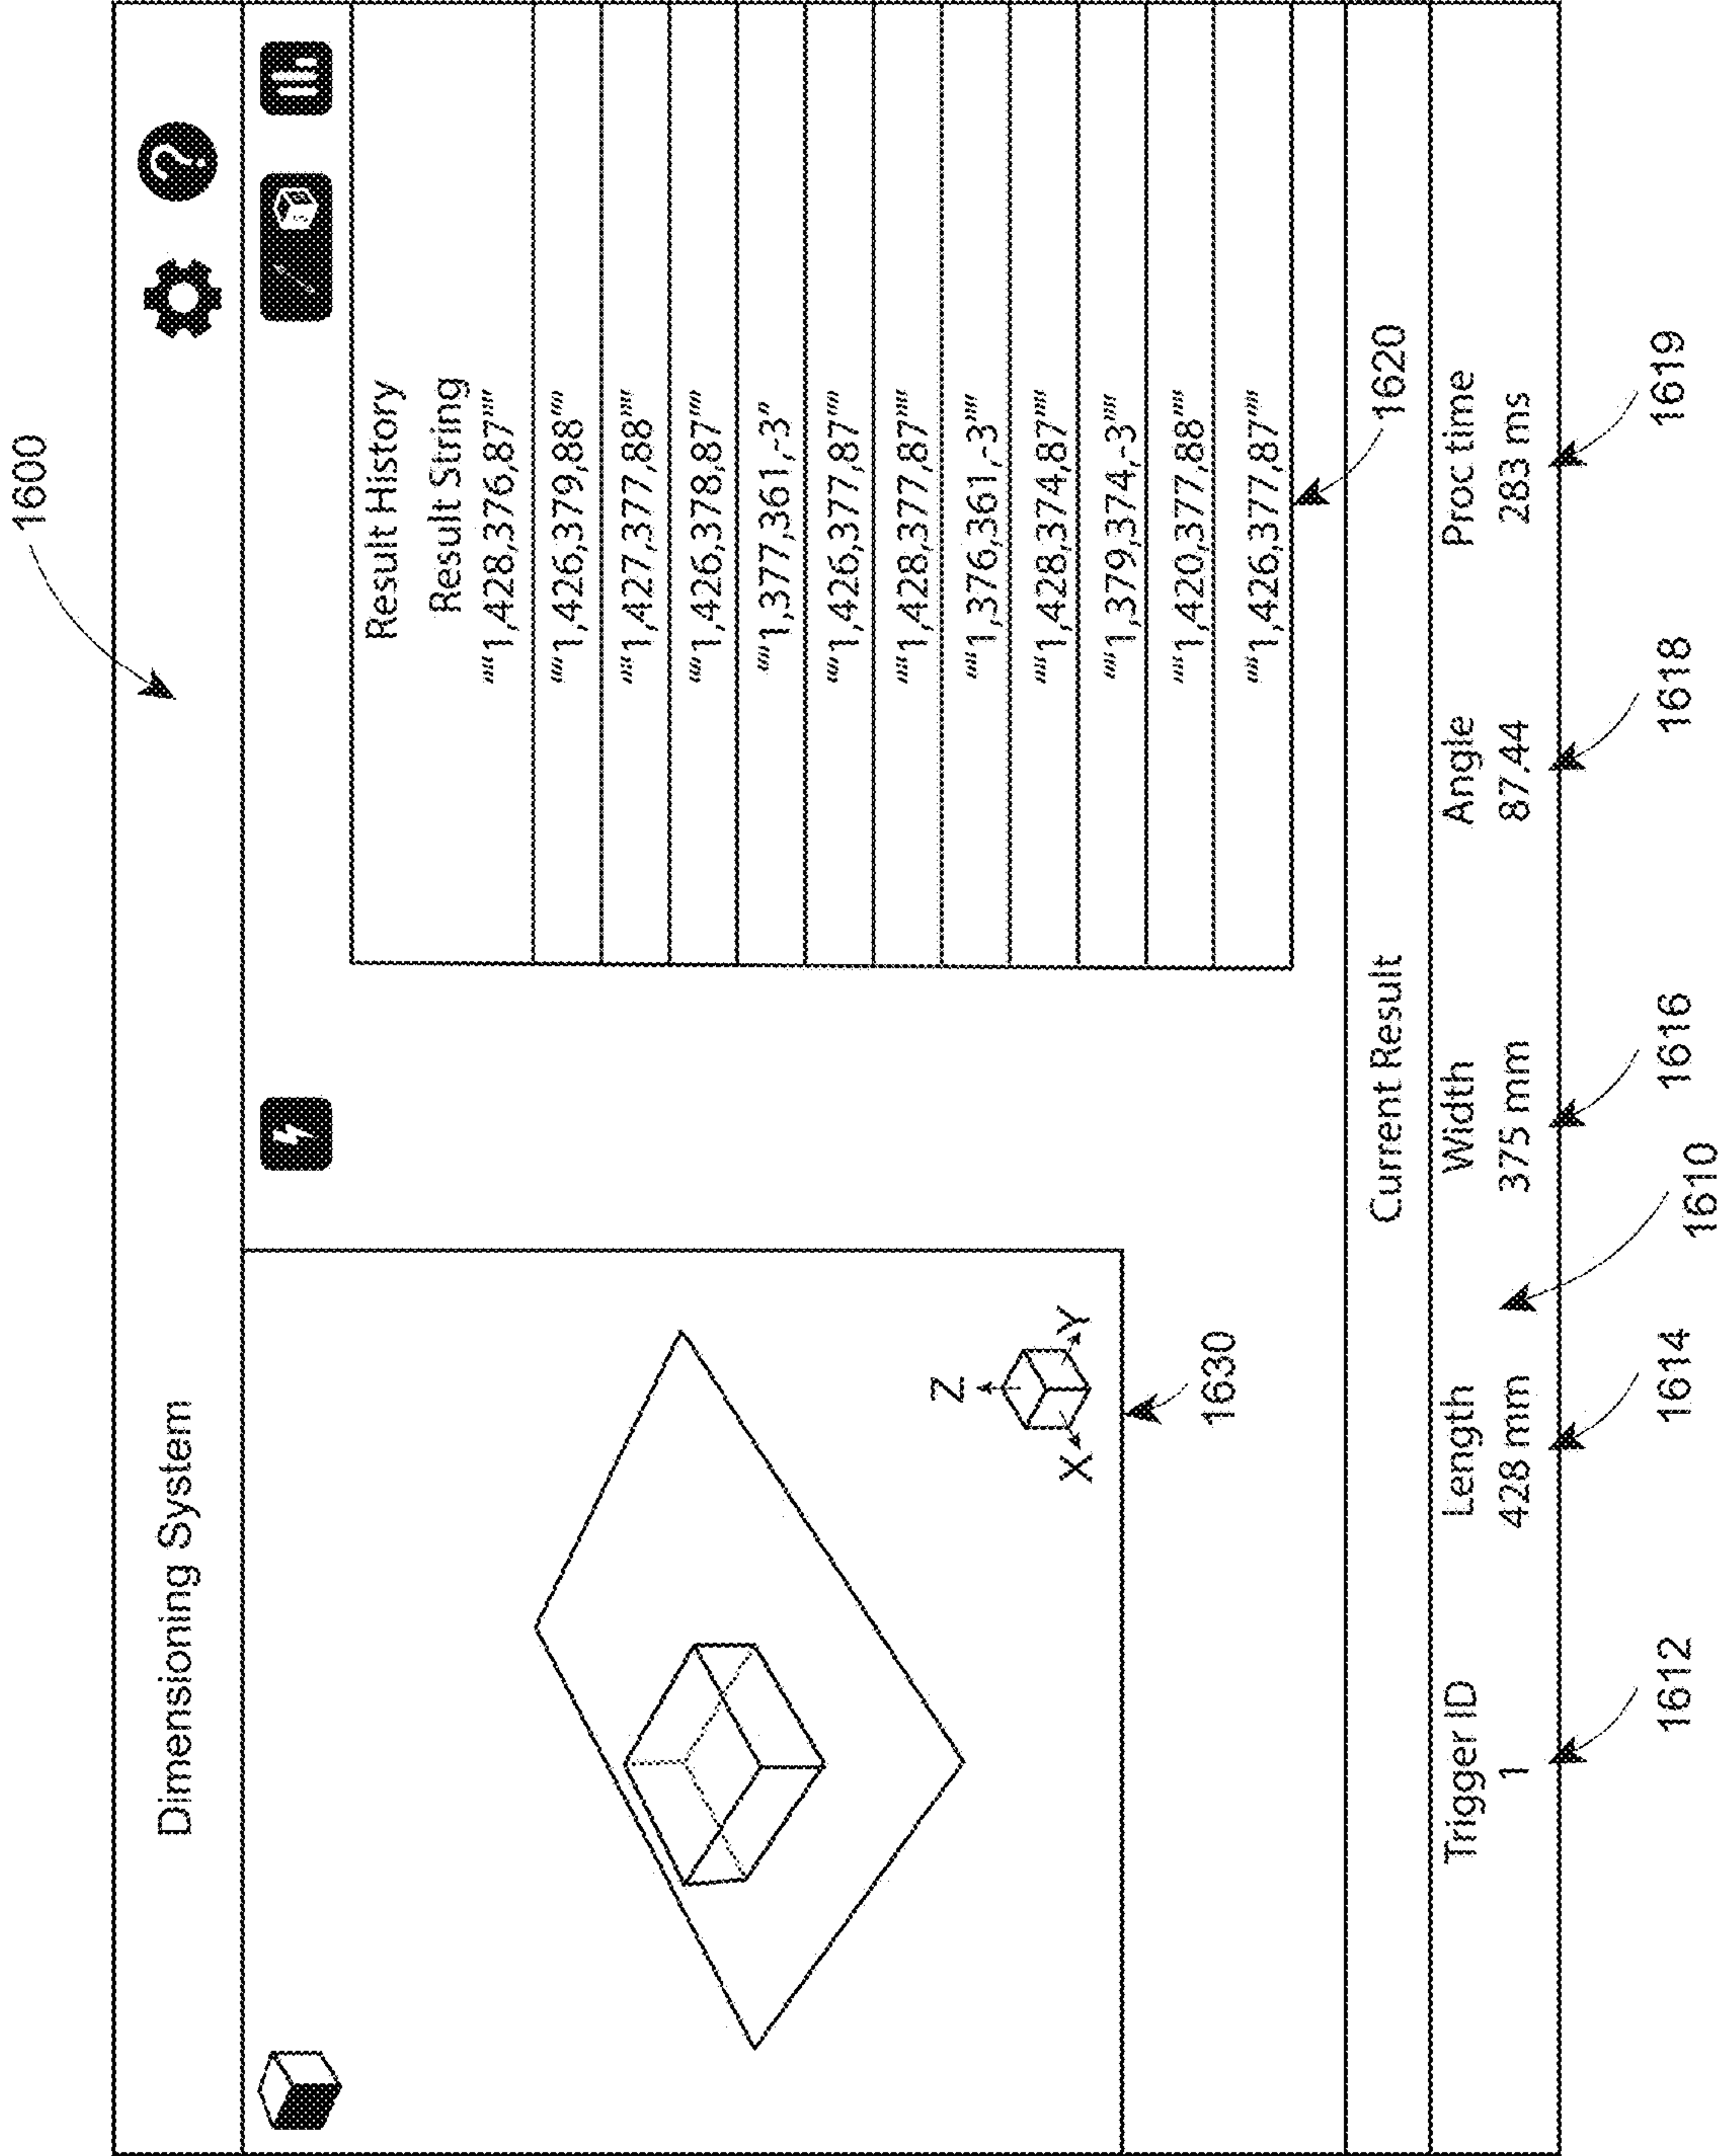 1600
Dimensioning System
?
Result History
Result String
""1,428,376,87""
""1,426,379,88""
""1,427,377,88""
""1,426,378,87""
""1,377,361,-3"
""1,426,377,87""
""1,428,377,87""
""1,376,361,-3""
""1,428,374,87""
""1,379,374,-3""
""1,420,377,88""
""1,426,377,87""
1620
Z
X
Y
1630
Current Result
Trigger ID Length Width Angle Proc time
1 428 mm 375 mm 87.44 283 ms
1612 1614 1610 1616 1618 1619